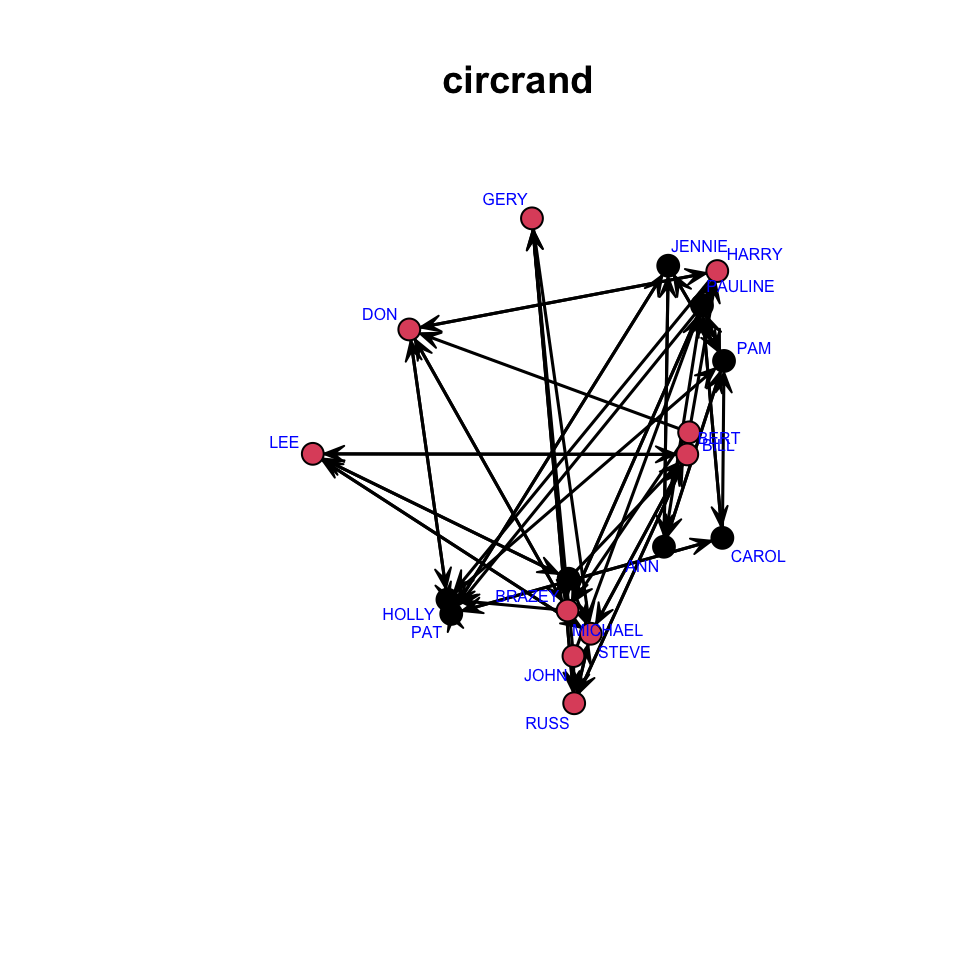 circrand
GERY
JENNIE
HARRY
PAULINE
DON
PAM
LEE
BERT
BILL
CAROL
ANN
BRAZEY
HOLLY
MICHAEL
PAT
STEVE
JOHN
RUSS